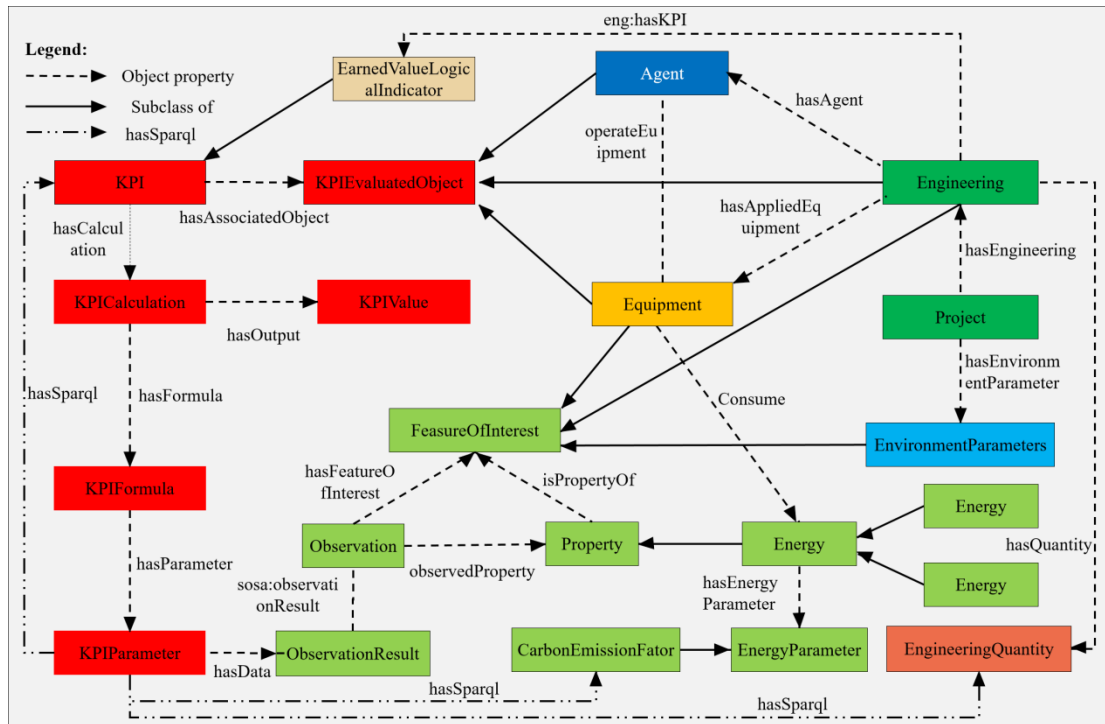 eng:hasKPI
Legend:
Object property
Subclass of
hasSparql
EarnedValueLogic
alIndicator
Agent
hasAgent
operateEu
ipment
KPI
KPIEvaluatedObject
Engineering
hasAssociatedObject
hasAppliedEq
uipment
hasCalcul
ation
hasEngineering
KPICalculation
KPIValue
Equipment
Project
hasOutput
hasEnvironm
entParameter
hasSparql
hasFormula
Consume
FeasureOfInterest
EnvironmentParameters
hasFeatureO
fInterest
isPropertyOf
KPIFormula
Energy
Observation
Property
Energy
hasQuantity
observedProperty
hasParameter
sosa:observati
onResult
hasEnergy
Parameter
Energy
KPIParameter
ObservationResult
CarbonEmissionFator
EnergyParameter
EngineeringQuantity
hasData
hasSparql
hasSparql